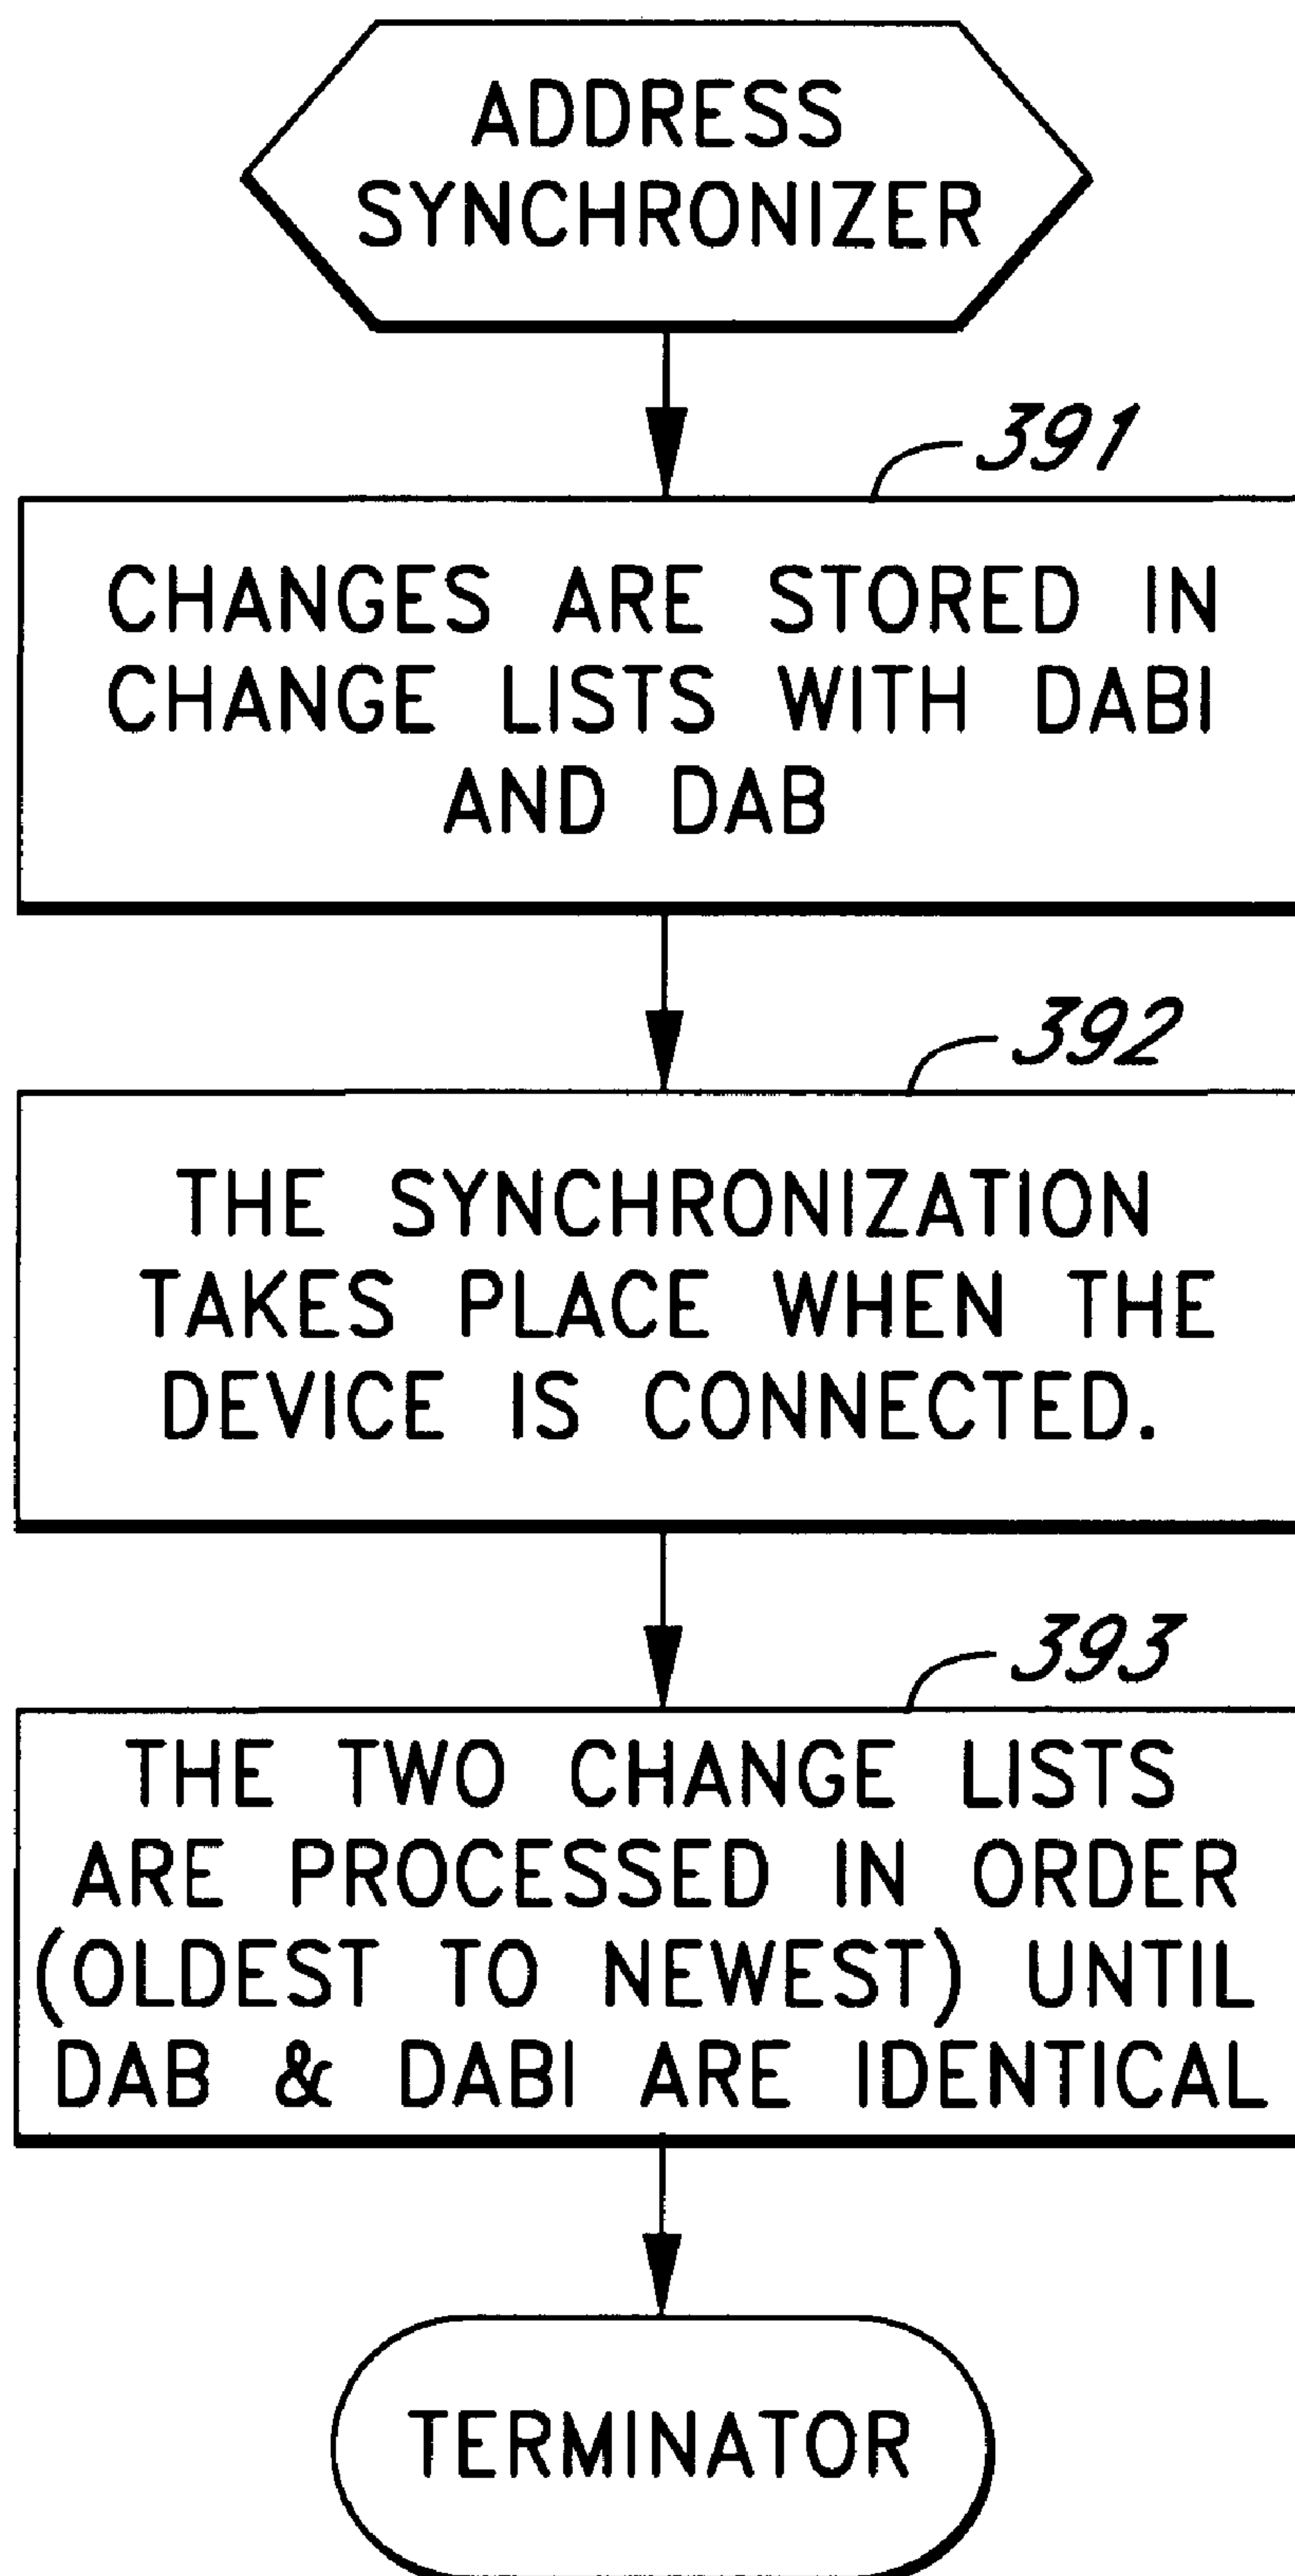 ADDRESS
SYNCHRONIZER
391
CHANGES ARE STORED IN
CHANGE LISTS WITH DABI
AND DAB
392
THE SYNCHRONIZATION
TAKES PLACE WHEN THE
DEVICE IS CONNECTED.
393
THE TWO CHANGE LISTS
ARE PROCESSED IN ORDER
(OLDEST TO NEWEST) UNTIL
DAB & DABI ARE IDENTICAL
TERMINATOR